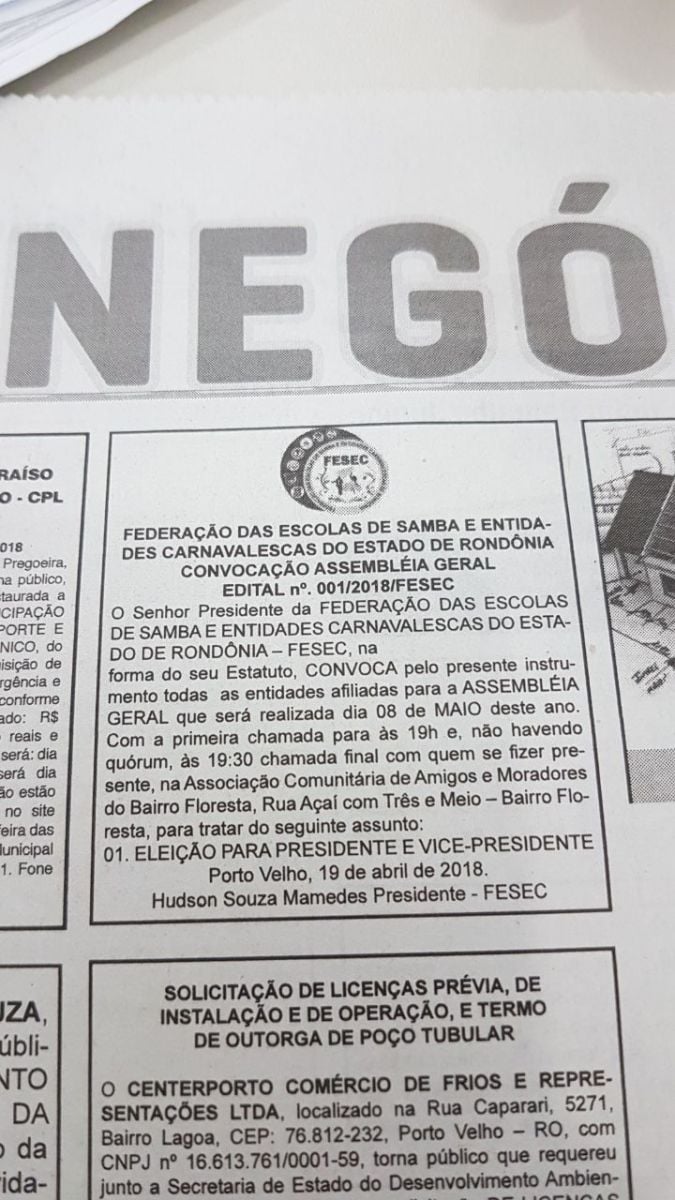 NEGÓ
RAÍSO
O - CPL
2018
Pregoeira,
na público,
staurada a
ICIPAÇÃO
PORTE E
NICO, do
isição de
rgência e
conforme
ado: R$
reais e
será: dia
será dia
ão estão
no site
feira das
Municipal
1. Fone
FESEC
FEDERAÇÃO DAS ESCOLAS DE SAMBA E ENTIDA-
DES CARNAVALESCAS DO ESTADO DE RONDÔNIA
CONVOCAÇÃO ASSEMBLÉIA GERAL
EDITAL nº. 001/2018/FESEC
O Senhor Presidente da FEDERAÇÃO DAS ESCOLAS
DE SAMBA E ENTIDADES CARNAVALESCAS DO ESTA-
DO DE RONDÔNIA – FESEC, na
forma do seu Estatuto, CONVOCA pelo presente instru-
mento todas as entidades afiliadas para a ASSEMBLÉIA
GERAL que será realizada dia 08 de MAIO deste ano.
Com a primeira chamada para às 19h e, não havendo
quórum, às 19:30 chamada final com quem se fizer pre-
sente, na Associação Comunitária de Amigos e Moradores
do Bairro Floresta, Rua Açaí com Três e Meio – Bairro Flo-
resta, para tratar do seguinte assunto:
01. ELEIÇÃO PARA PRESIDENTE E VICE-PRESIDENTE
Porto Velho, 19 de abril de 2018.
Hudson Souza Mamedes Presidente - FESEC
UZA,
úbli-
NTO
DA
o da
vida-
SOLICITAÇÃO DE LICENÇAS PRÉVIA, DE
INSTALAÇÃO E DE OPERAÇÃO, E TERMO
DE OUTORGA DE POÇO TUBULAR
O CENTERPORTO COMÉRCIO DE FRIOS E REPRE-
SENTAÇÕES LTDA, localizado na Rua Caparari, 5271,
Bairro Lagoa, CEP: 76.812-232, Porto Velho – RO, com
CNPJ nº 16.613.761/0001-59, torna público que requereu
junto a Secretaria de Estado do Desenvolvimento Ambien-